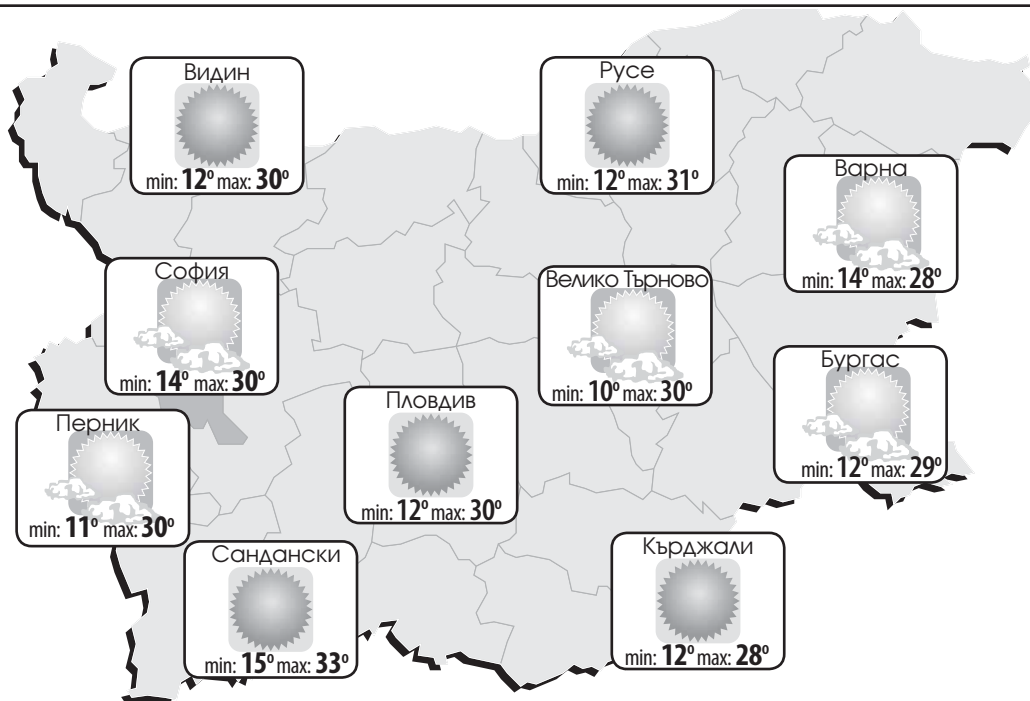 Видин
min: 12° max: 30°
Русе
min: 12° max: 31°
Варна
min: 14° max: 28°
София
min: 14° max: 30°
Велико Търново
min: 10° max: 30°
Бургас
min: 12° max: 29°
Пловдив
min: 12° max: 30°
Перник
min: 11° max: 30°
Сандански
min: 15° max: 33°
Кърджали
min: 12° max: 28°